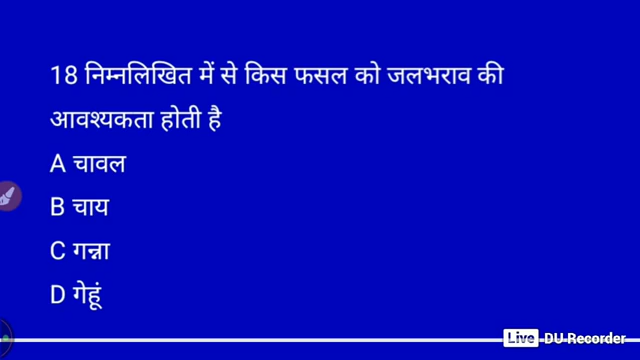 18 निम्नलिखित में से किस फसल को जलभराव की
आवश्यकता होती है
A चावल
B चाय
C गन्ना
D गेहूं
Live DU Recorder